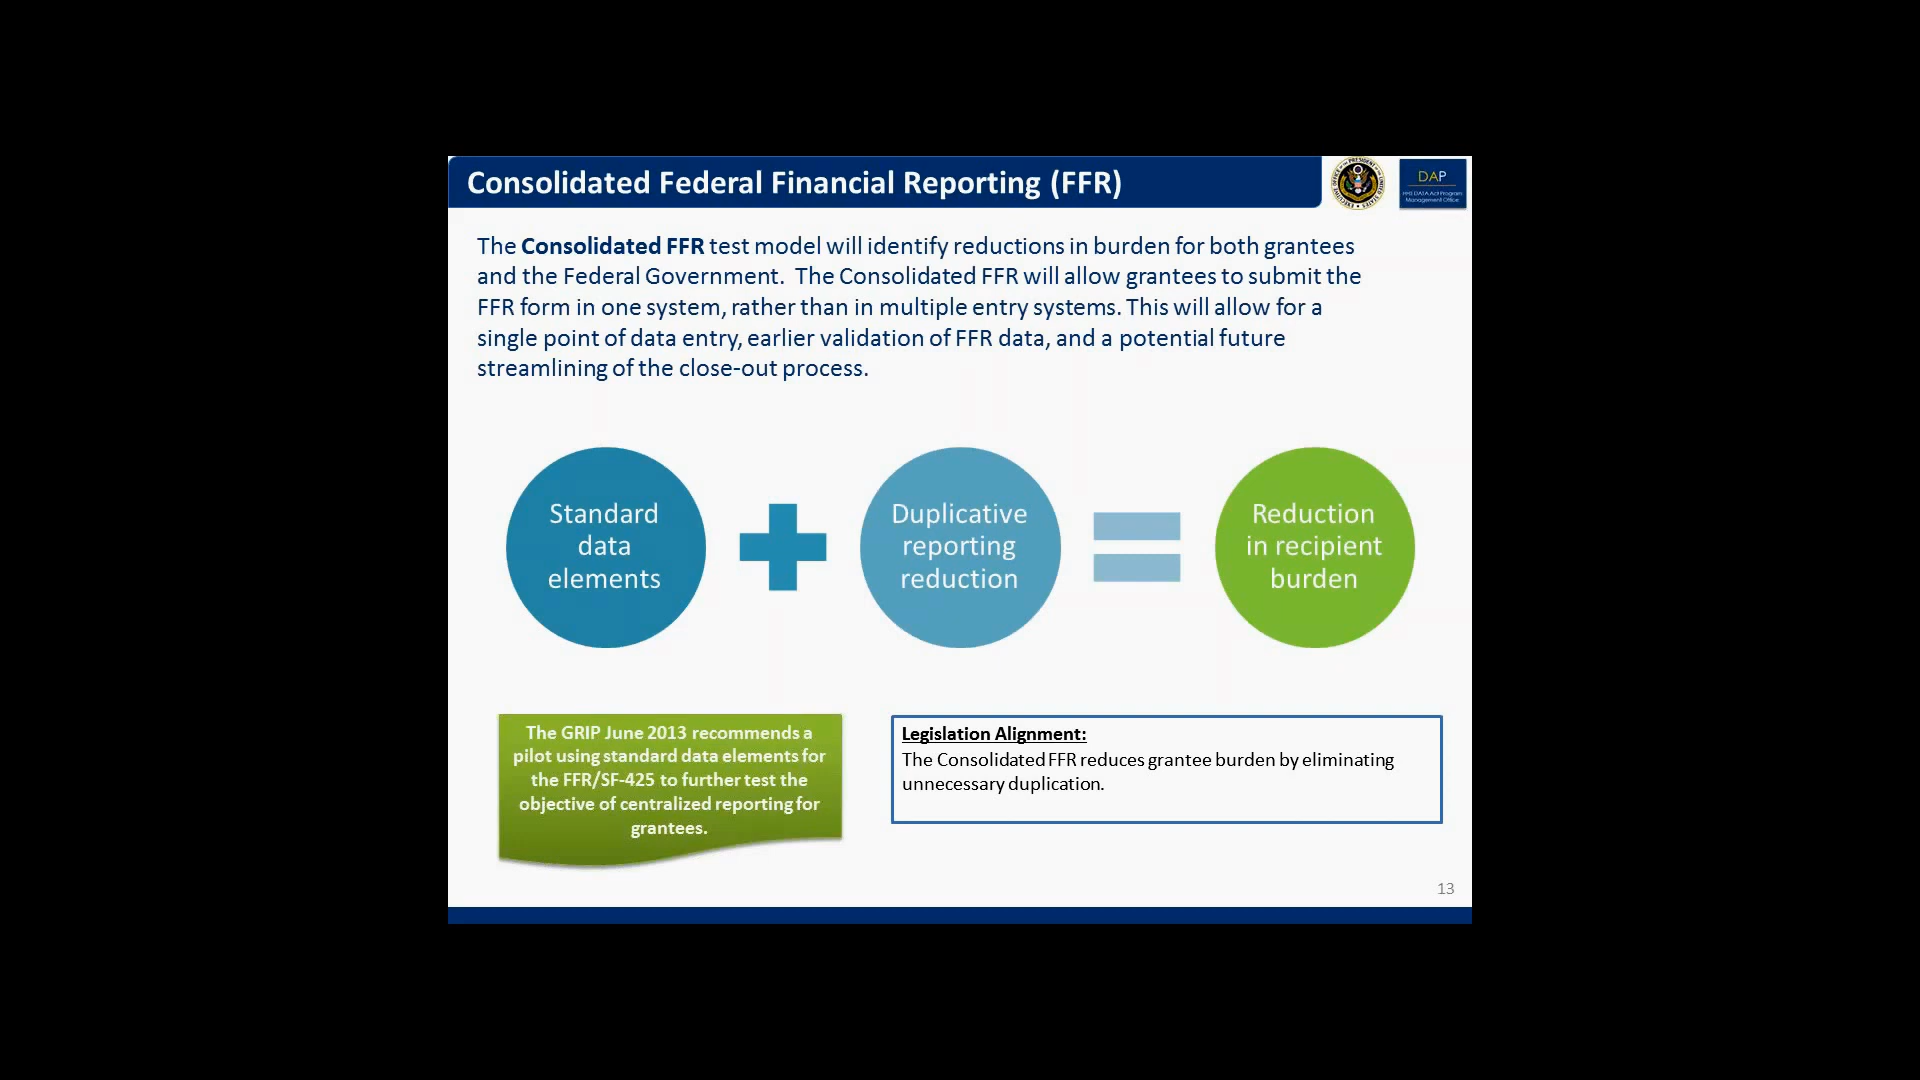 Consolidated Federal Financial Reporting (FFR)
DAP
HHS DATA Act Program
Management Office
The Consolidated FFR test model will identify reductions in burden for both grantees
and the Federal Government.  The Consolidated FFR will allow grantees to submit the
FFR form in one system, rather than in multiple entry systems. This will allow for a
single point of data entry, earlier validation of FFR data, and a potential future
streamlining of the close-out process.
Standard
data
elements
Duplicative
reporting
reduction
Reduction
in recipient
burden
The GRIP June 2013 recommends a
pilot using standard data elements for
the FFR/SF-425 to further test the
objective of centralized reporting for
grantees.
Legislation Alignment:
The Consolidated FFR reduces grantee burden by eliminating
unnecessary duplication.
13